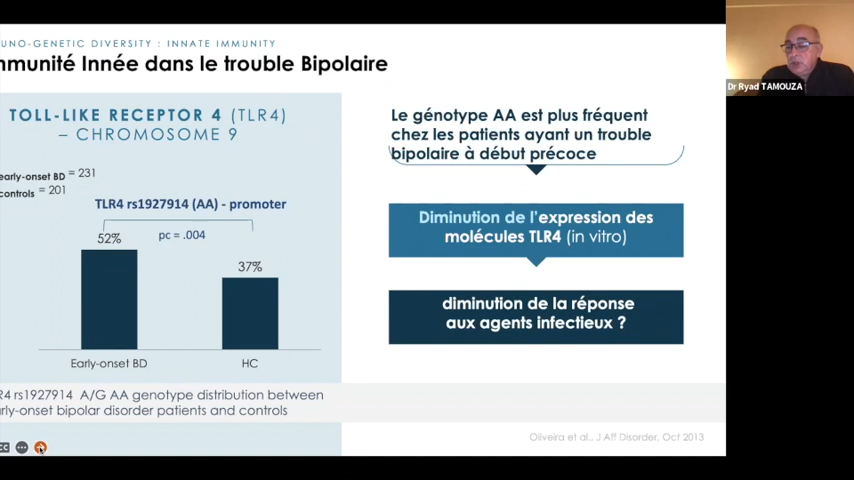 UNO-GENETIC DIVERSITY : INNATE IMMUNITY
mmunité Innée dans le trouble Bipolaire
TOLL-LIKE RECEPTOR 4 (TLR4)
– CHROMOSOME 9
early-onset BD = 231
controls = 201
TLR4 rs1927914 (AA) - promoter
pc = .004
52%
37%
Early-onset BD
HC
R4 rs1927914 A/G AA genotype distribution between
arly-onset bipolar disorder patients and controls
Le génotype AA est plus fréquent
chez les patients ayant un trouble
bipolaire à début précoce
Diminution de l'expression des
molécules TLR4 (in vitro)
diminution de la réponse
aux agents infectieux ?
Oliveira et al., J Aff Disorder, Oct 2013
Dr Ryad TAMOUZA
CC